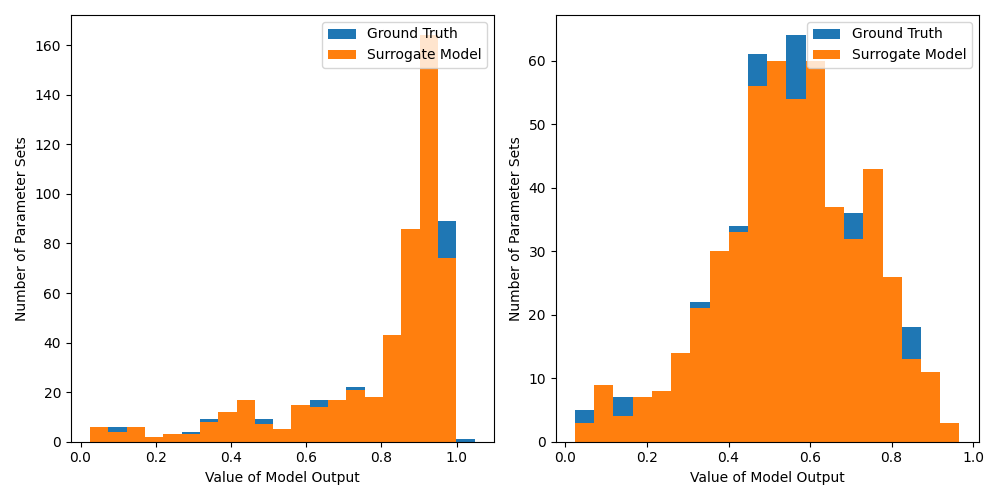 Ground Truth
Surrogate Model
160
140
120
100
80
60
40
20
0
0.0 0.2 0.4 0.6 0.8 1.0
Number of Parameter Sets
Value of Model Output
Ground Truth
Surrogate Model
60
50
40
30
20
10
0
0.0 0.2 0.4 0.6 0.8 1.0
Number of Parameter Sets
Value of Model Output